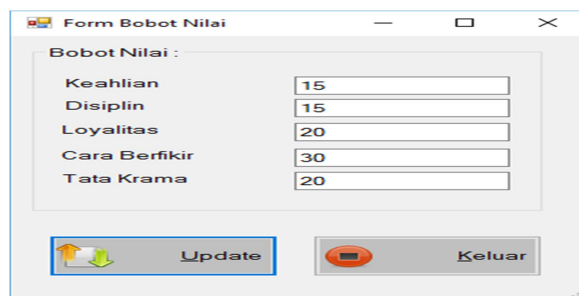 Form Bobot Nilai
Bobot Nilai :
Keahlian 15
Disiplin 15
Loyalitas 20
Cara Berfikir 30
Tata Krama 20
Update Keluar